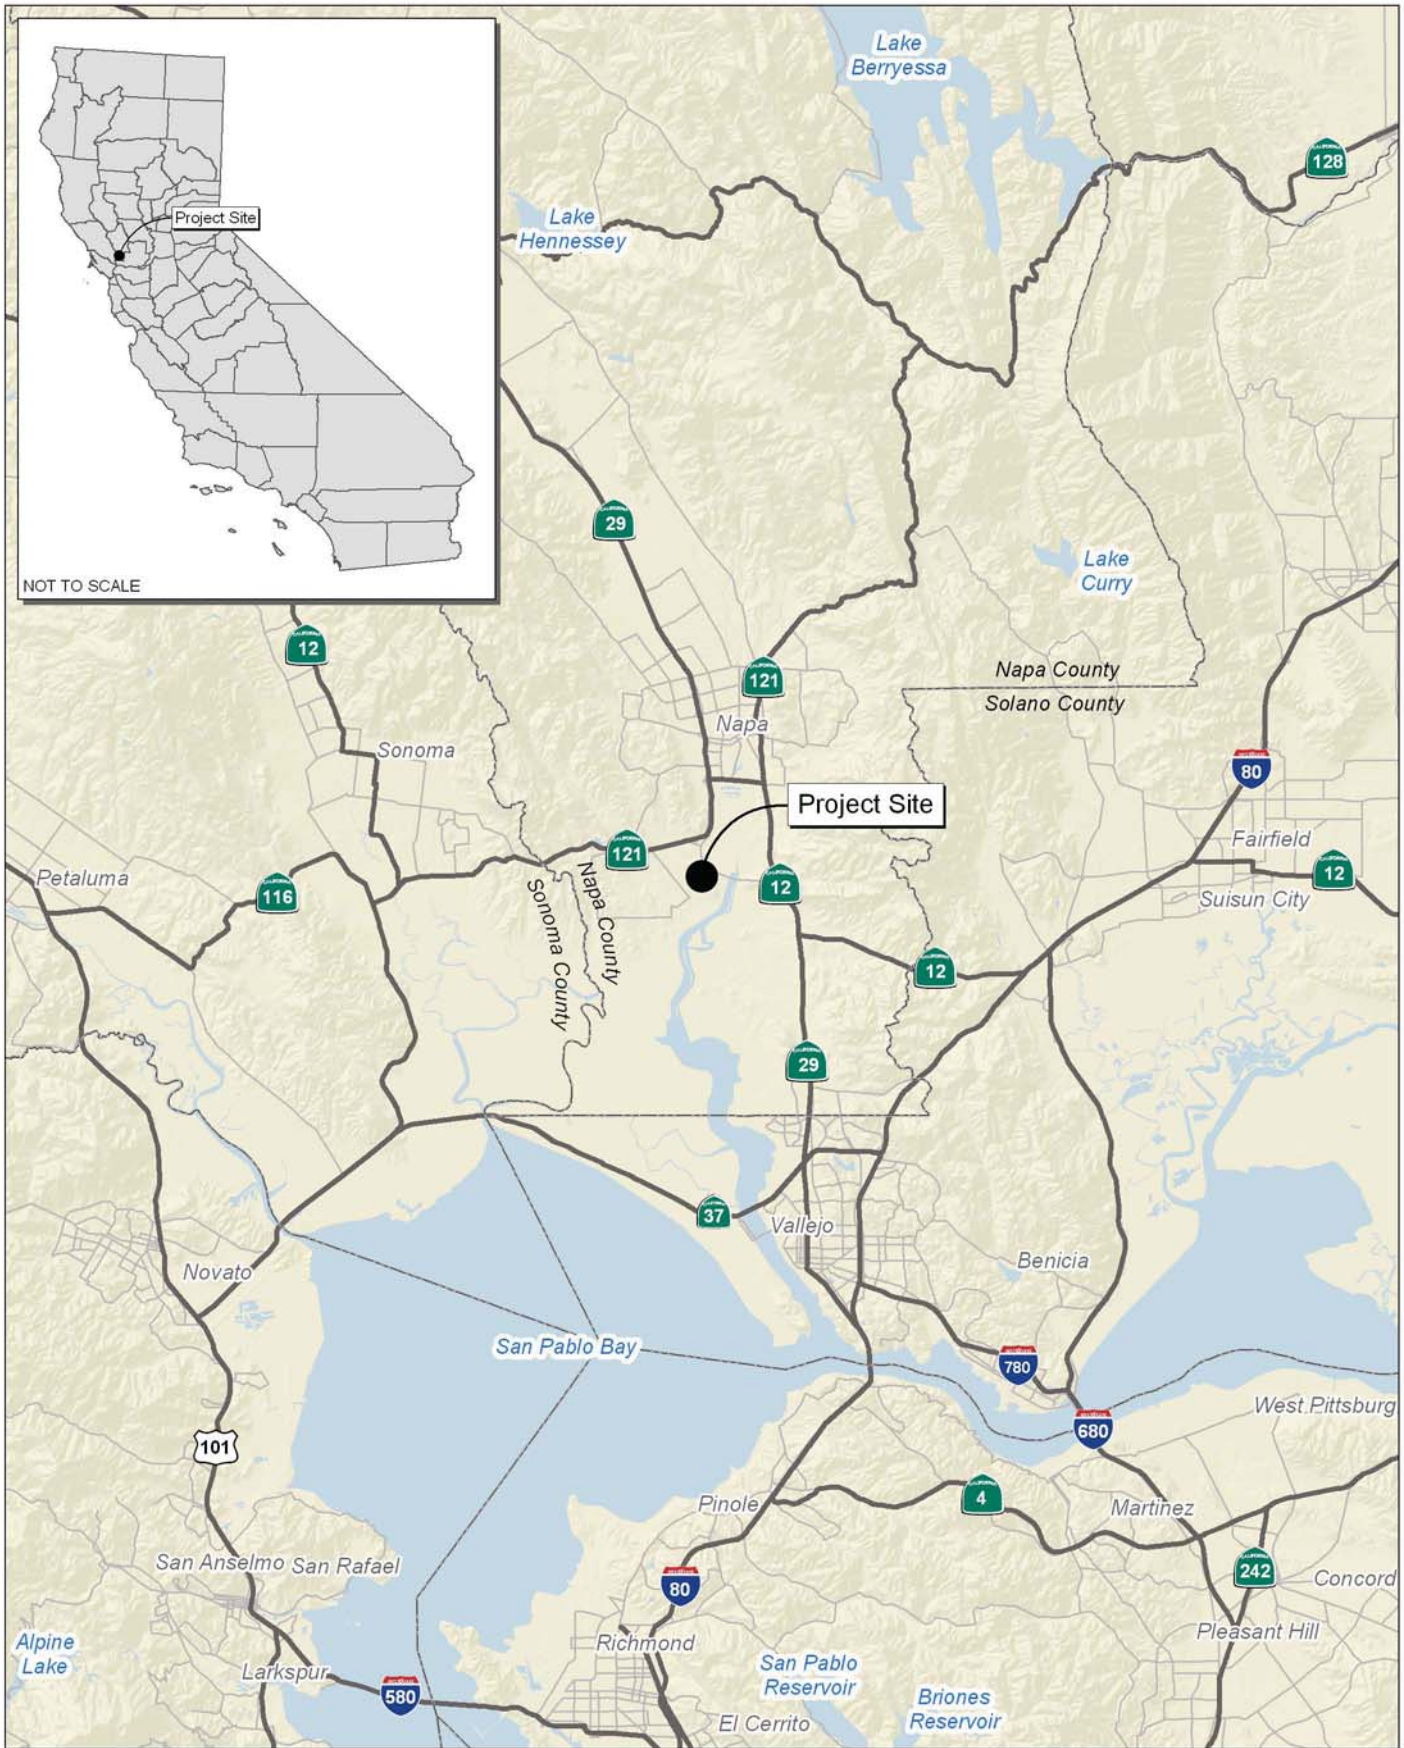 Lake
Berryessa
128
Project Site
Lake
Hennessey
29
Lake
Curry
NOT TO SCALE
12
121
Napa County
Solano County
Napa
Sonoma
80
Project Site
Fairfield
121
12
12
Petaluma
116
Suisun City
Napa County
Sonoma County
12
29
37
Vallejo
Benicia
Novato
San Pablo Bay
780
West Pittsburg
680
101
Pinole
4
Martinez
San Anselmo
San Rafael
242
80
Concord
Pleasant Hill
Richmond
Alpine
Lake
San Pablo
Reservoir
Larkspur
580
Briones
Reservoir
El Cerrito